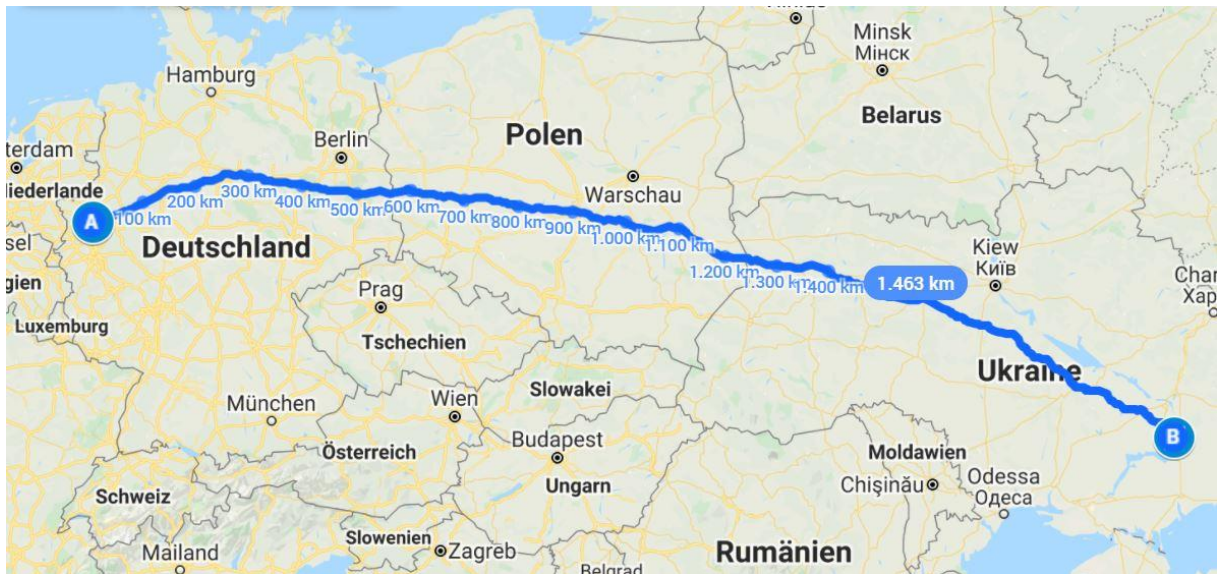 Minsk
Мінск
Hamburg
Belarus
Berlin
Polen
terdam
Warschau
Niederlande
300 km
200 km
400 km
600 km
100 km
500 km
700 km
A
800 km
900 km
Deutschland
1.000 km
1.100 km
Kiew
Київ
1.200 km
1.300 km
1.400 km
1.463 km
gien
Prag
Char
Хар
Luxemburg
Tschechien
Ukraine
Slowakei
München
Wien
B
Österreich
Budapest
Moldawien
Odessa
Одеса
Ungarn
Chişinău
Schweiz
Slowenien
Mailand
Zagreb
Rumänien
Belgrad